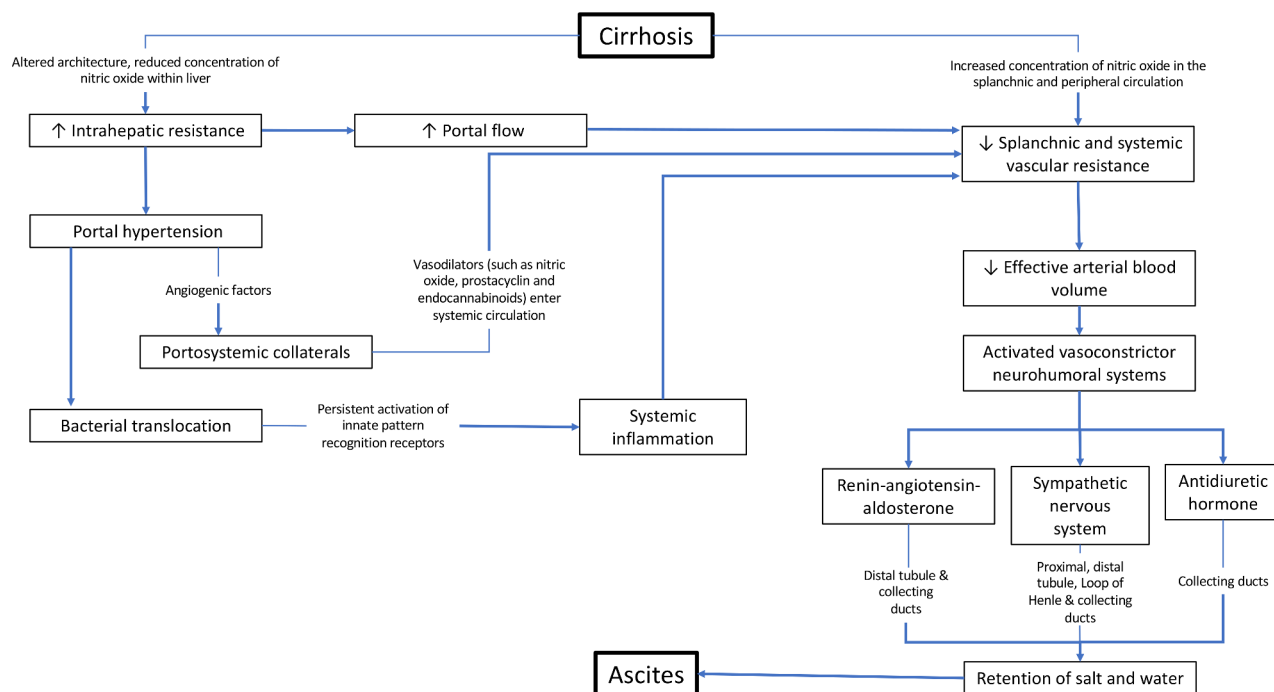 Cirrhosis
Altered architecture, reduced concentration of
nitric oxide within liver
Increased concentration of nitric oxide in the
splanchnic and peripheral circulation
↑ Intrahepatic resistance
↑ Portal flow
↓ Splanchnic and systemic
vascular resistance
Portal hypertension
Angiogenic factors
Vasodilators (such as nitric
oxide, prostacyclin and
endocannabinoids) enter
systemic circulation
↓ Effective arterial blood
volume
Portosystemic collaterals
Activated vasoconstrictor
neurohumoral systems
Bacterial translocation
Persistent activation of
innate pattern
recognition receptors
Systemic
inflammation
Renin-angiotensin-
aldosterone
Sympathetic
nervous
system
Antidiuretic
hormone
Distal tubule &
collecting
ducts
Proximal, distal
tubule, Loop of
Henle & collecting
ducts
Collecting ducts
Ascites
Retention of salt and water